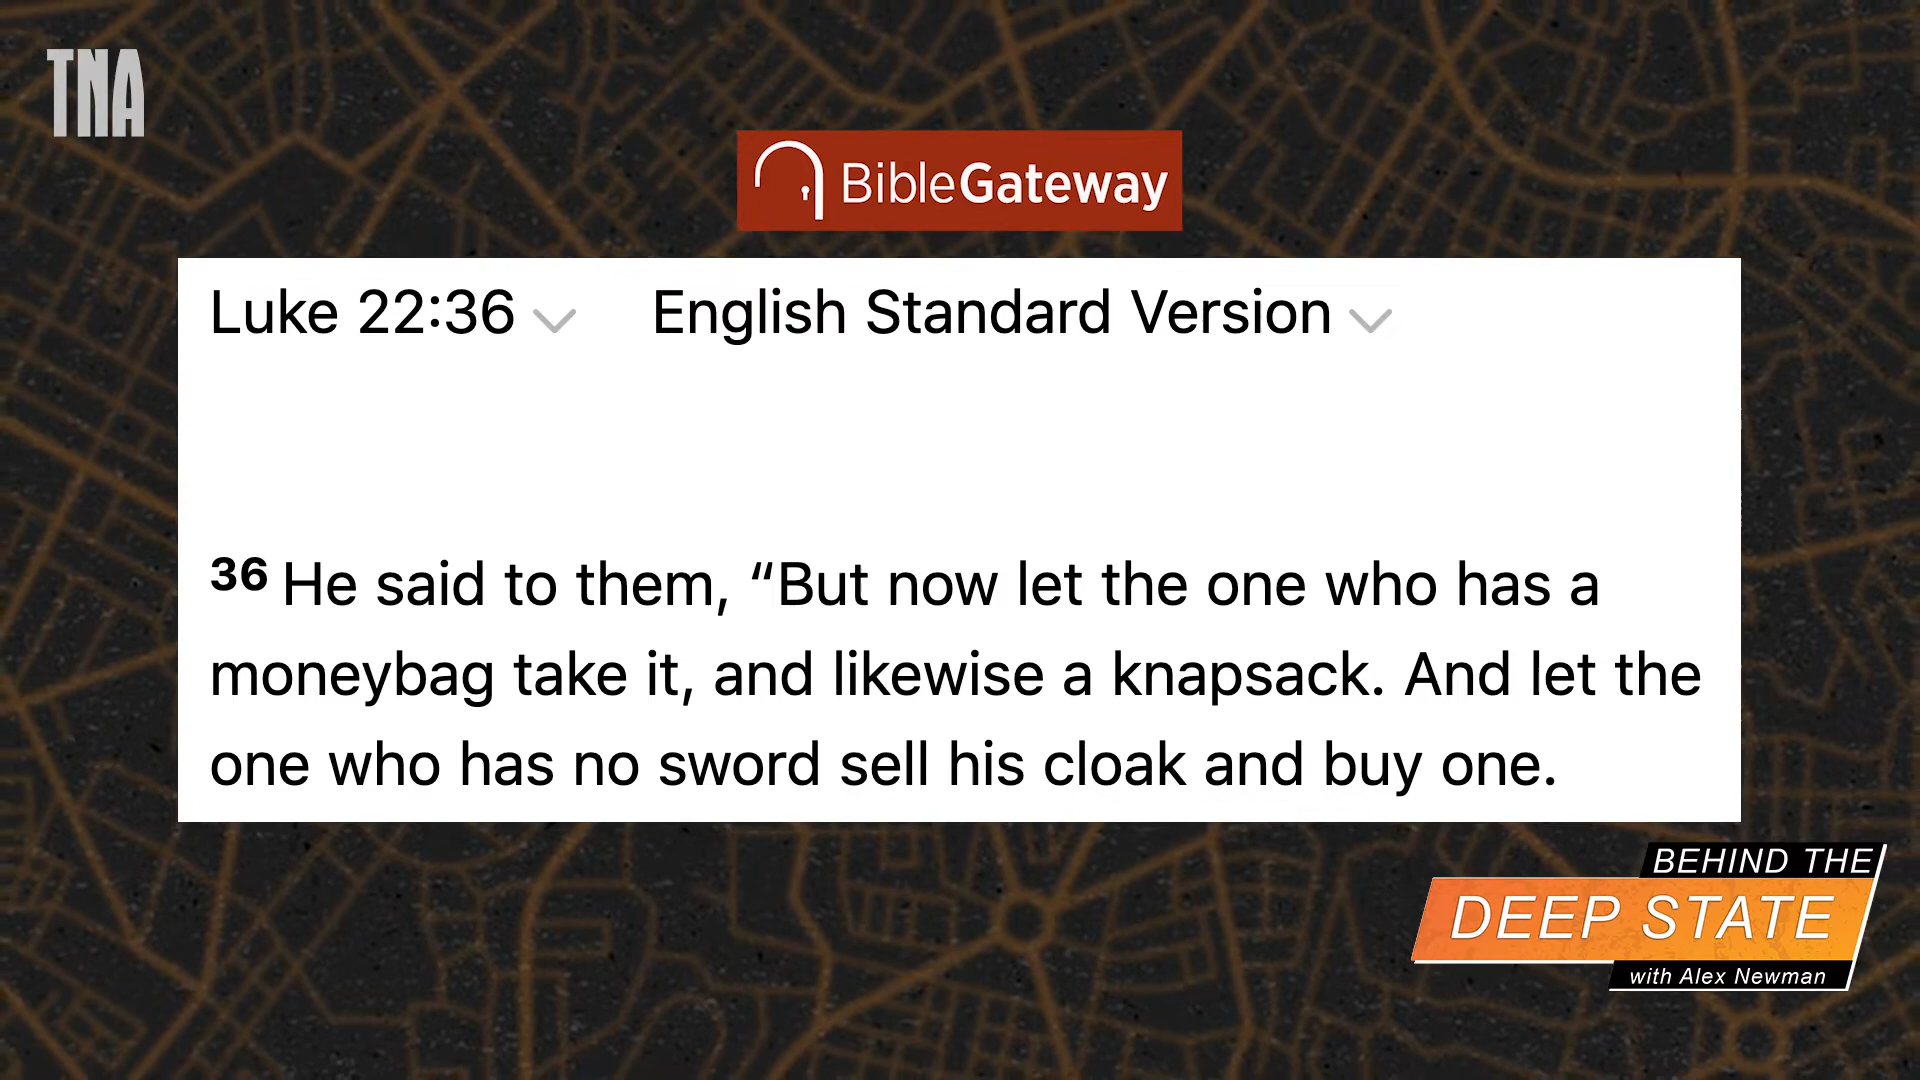 TNA
BibleGateway
Luke 22:36 English Standard Version
36 He said to them, “But now let the one who has a
moneybag take it, and likewise a knapsack. And let the
one who has no sword sell his cloak and buy one.
BEHIND THE
DEEP STATE
with Alex Newman